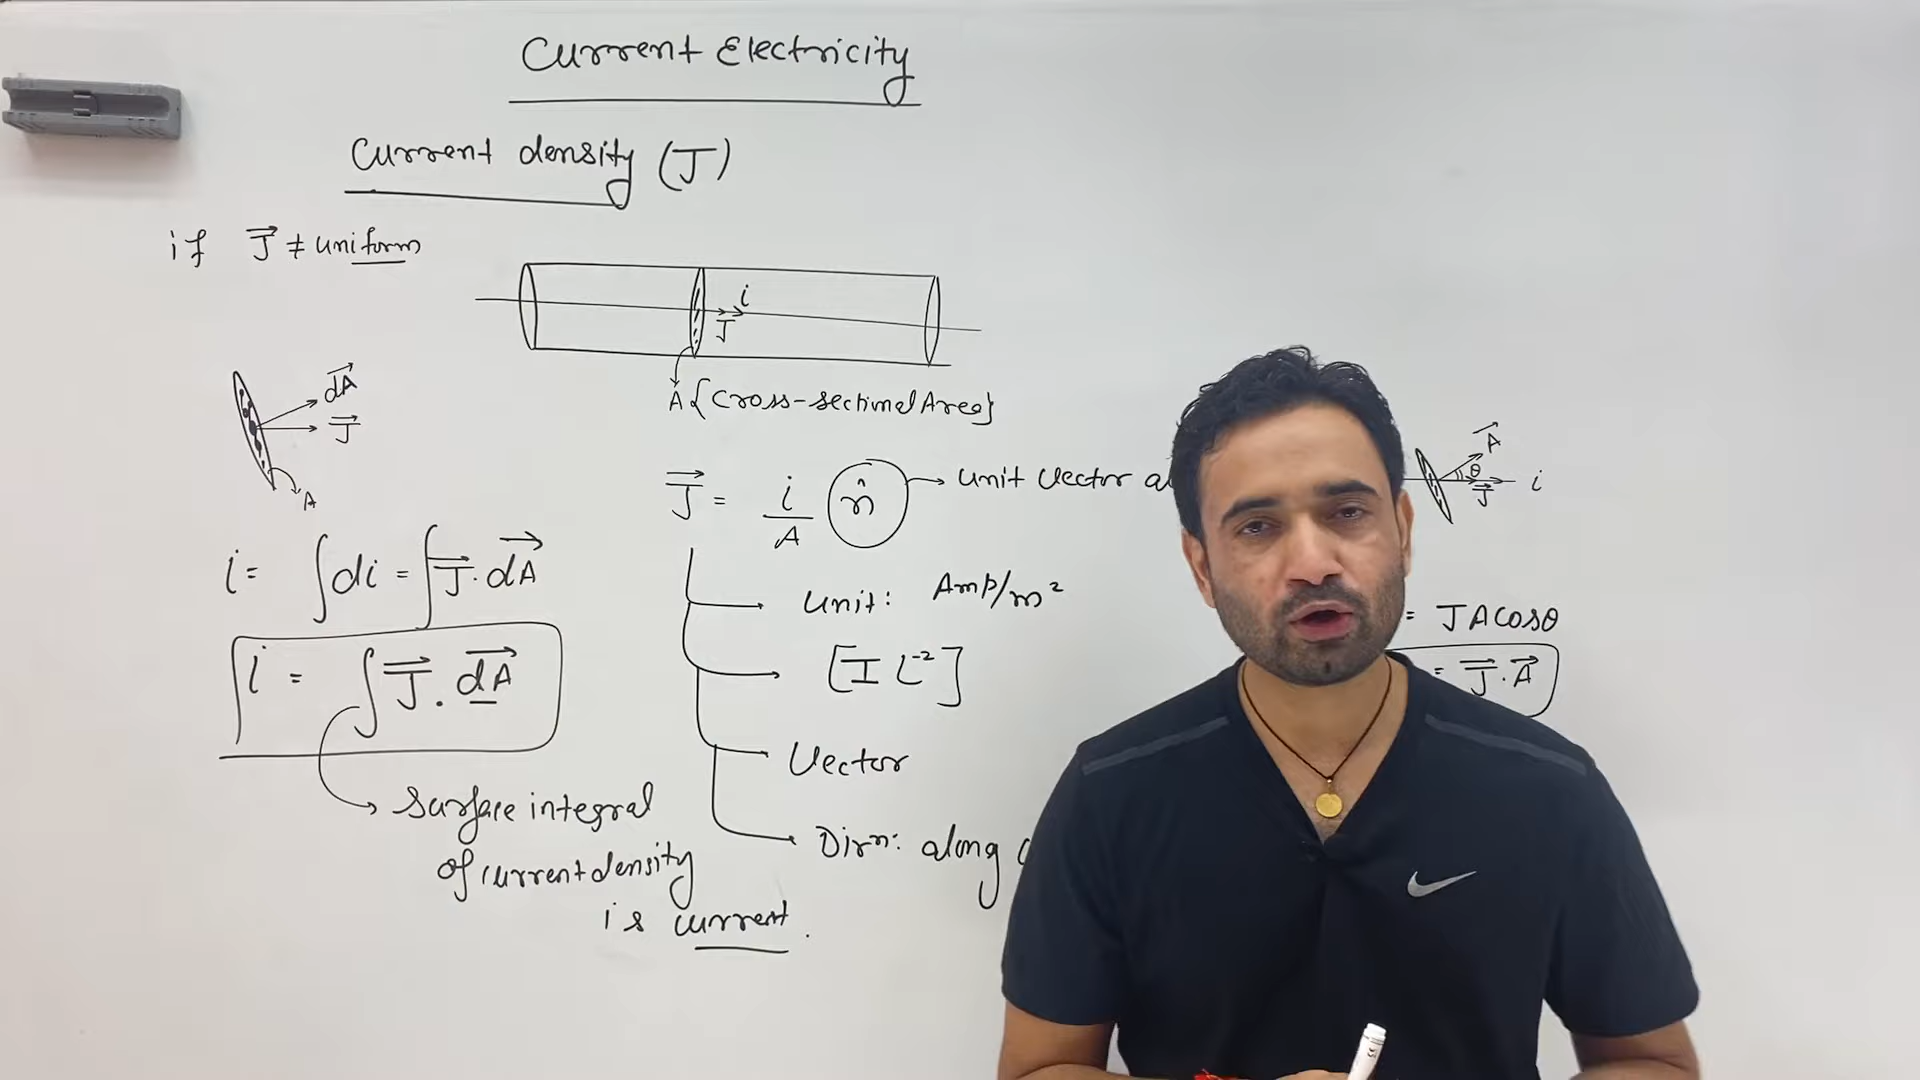 Current Electricity
Current density (J)
if J⃗ ≠ uniform
i
J
A {Cross-sectional Area}
dA⃗
J⃗
A
J⃗ = i/A n̂ → Unit Vector
i = ∫di = ∫J⃗.dA⃗
i = ∫J⃗.dA⃗
Surface integral
of current density
is current.
Unit: Amp/m²
[I L⁻²]
Vector
Dirⁿ: along
A⃗
θ
J⃗
i
= JACosθ
= J⃗.A⃗